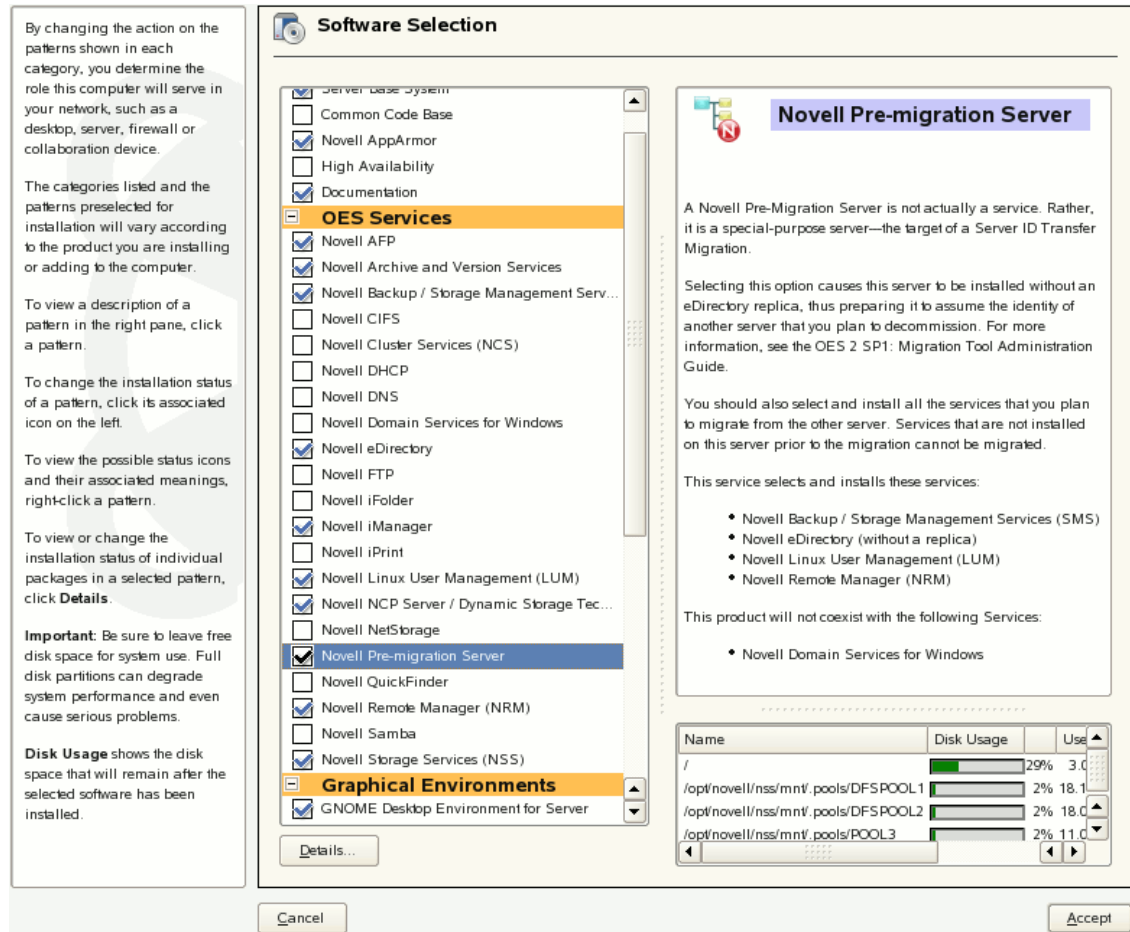 By changing the action on the
patterns shown in each
category, you determine the
role this computer will serve in
your network, such as a
desktop, server, firewall or
collaboration device.
The categories listed and the
patterns preselected for
installation will vary according
to the product you are installing
or adding to the computer.
To view a description of a
pattern in the right pane, click
a pattern.
To change the installation status
of a pattern, click its associated
icon on the left.
To view the possible status icons
and their associated meanings,
right-click a pattern.
To view or change the
installation status of individual
packages in a selected pattern,
click Details.
Important: Be sure to leave free
disk space for system use. Full
disk partitions can degrade
system performance and even
cause serious problems.
Disk Usage shows the disk
space that will remain after the
selected software has been
installed.
Software Selection
Server Base System
Common Code Base
Novell AppArmor
High Availability
Documentation
OES Services
Novell AFP
Novell Archive and Version Services
Novell Backup / Storage Management Serv...
Novell CIFS
Novell Cluster Services (NCS)
Novell DHCP
Novell DNS
Novell Domain Services for Windows
Novell eDirectory
Novell FTP
Novell iFolder
Novell iManager
Novell iPrint
Novell Linux User Management (LUM)
Novell NCP Server / Dynamic Storage Tec...
Novell NetStorage
Novell Pre-migration Server
Novell QuickFinder
Novell Remote Manager (NRM)
Novell Samba
Novell Storage Services (NSS)
Graphical Environments
GNOME Desktop Environment for Server
Details...
N
Novell Pre-migration Server
A Novell Pre-Migration Server is not actually a service. Rather,
it is a special-purpose server—the target of a Server ID Transfer
Migration.
Selecting this option causes this server to be installed without an
eDirectory replica, thus preparing it to assume the identity of
another server that you plan to decommission. For more
information, see the OES 2 SP1: Migration Tool Administration
Guide.
You should also select and install all the services that you plan
to migrate from the other server. Services that are not installed
on this server prior to the migration cannot be migrated.
This service selects and installs these services:
• Novell Backup / Storage Management Services (SMS)
• Novell eDirectory (without a replica)
• Novell Linux User Management (LUM)
• Novell Remote Manager (NRM)
This product will not coexist with the following Services:
• Novell Domain Services for Windows
Name Disk Usage Use
/ 29% 3.0
/opt/novell/nss/mnt/.pools/DFSPOOL1 2% 18.1
/opt/novell/nss/mnt/.pools/DFSPOOL2 2% 18.0
/opt/novell/nss/mnt/.pools/POOL3 2% 11.0
Cancel
Accept